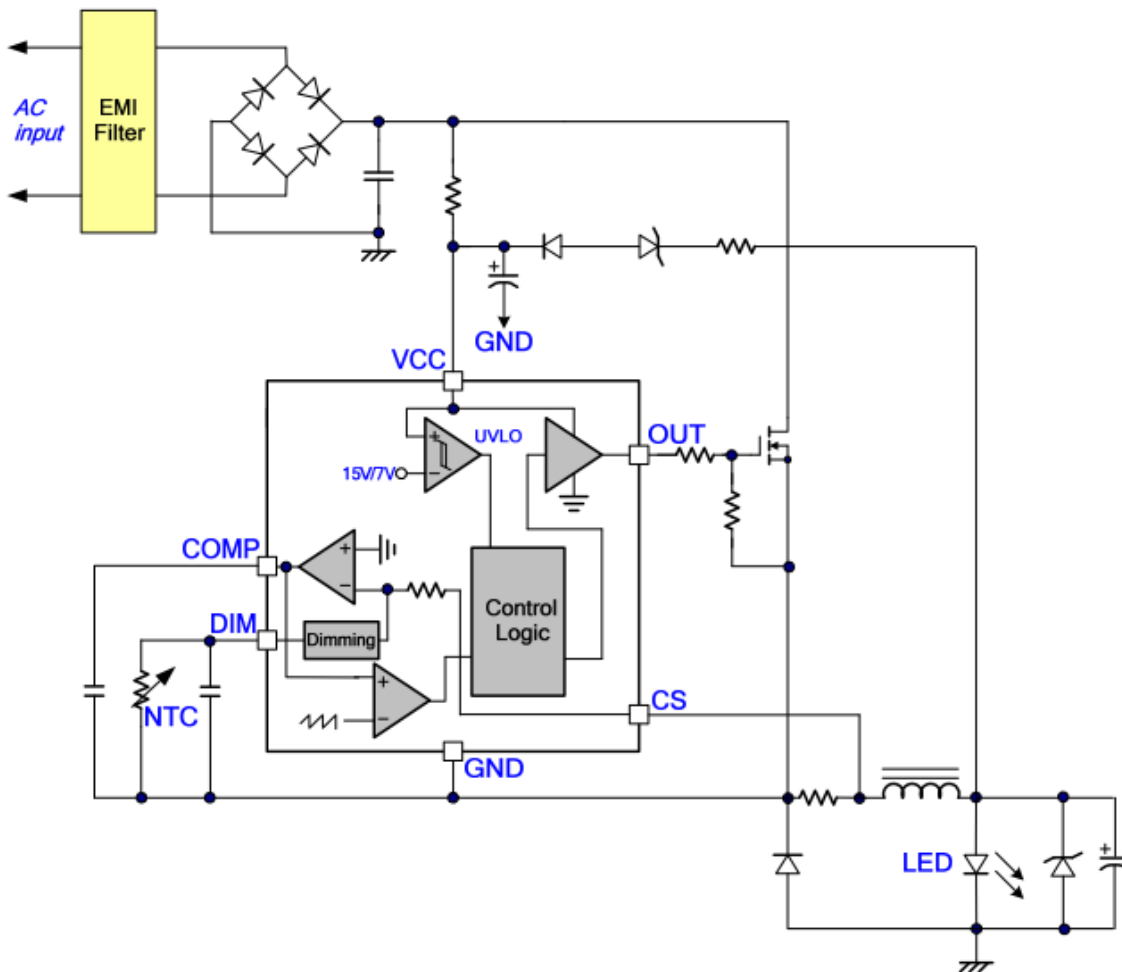 AC
input
EMI
Filter
GND
VCC
UVLO
OUT
15V/7V
COMP
Control
Logic
DIM
Dimming
NTC
CS
GND
LED